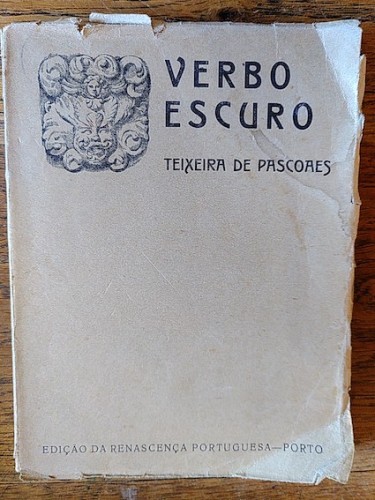 VERBO
ESCURO
TEIXEIRA DE PASCOAES
EDIÇÃO DA RENASCENÇA PORTUGUESA—PORTO